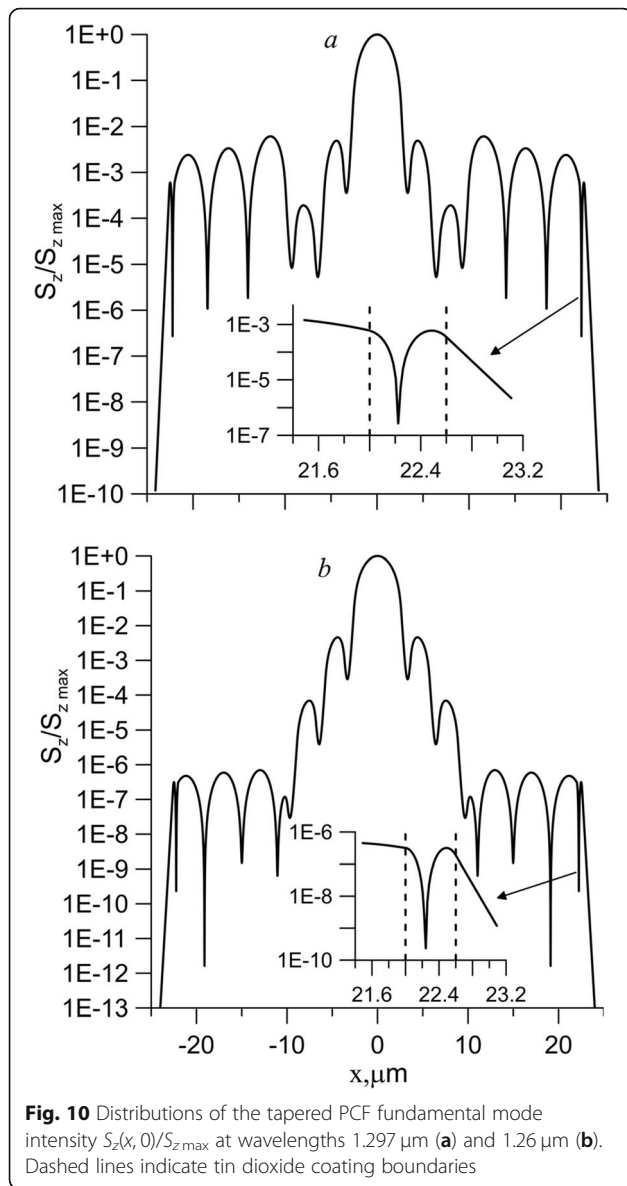 a
1E+0
1E-1
1E-2
1E-3
1E-4
1E-5
1E-6
1E-7
1E-8
1E-9
1E-10
S_z/S_z max
1E-3
1E-5
1E-7
21.6 22.4 23.2
b
1E+0
1E-1
1E-2
1E-3
1E-4
1E-5
1E-6
1E-7
1E-8
1E-9
1E-10
1E-11
1E-12
1E-13
S_z/S_z max
1E-6
1E-8
1E-10
21.6 22.4 23.2
-20 -10 0 10 20
x,μm
Fig. 10 Distributions of the tapered PCF fundamental mode
intensity S_z(x, 0)/S_z max at wavelengths 1.297 μm (a) and 1.26 μm (b).
Dashed lines indicate tin dioxide coating boundaries